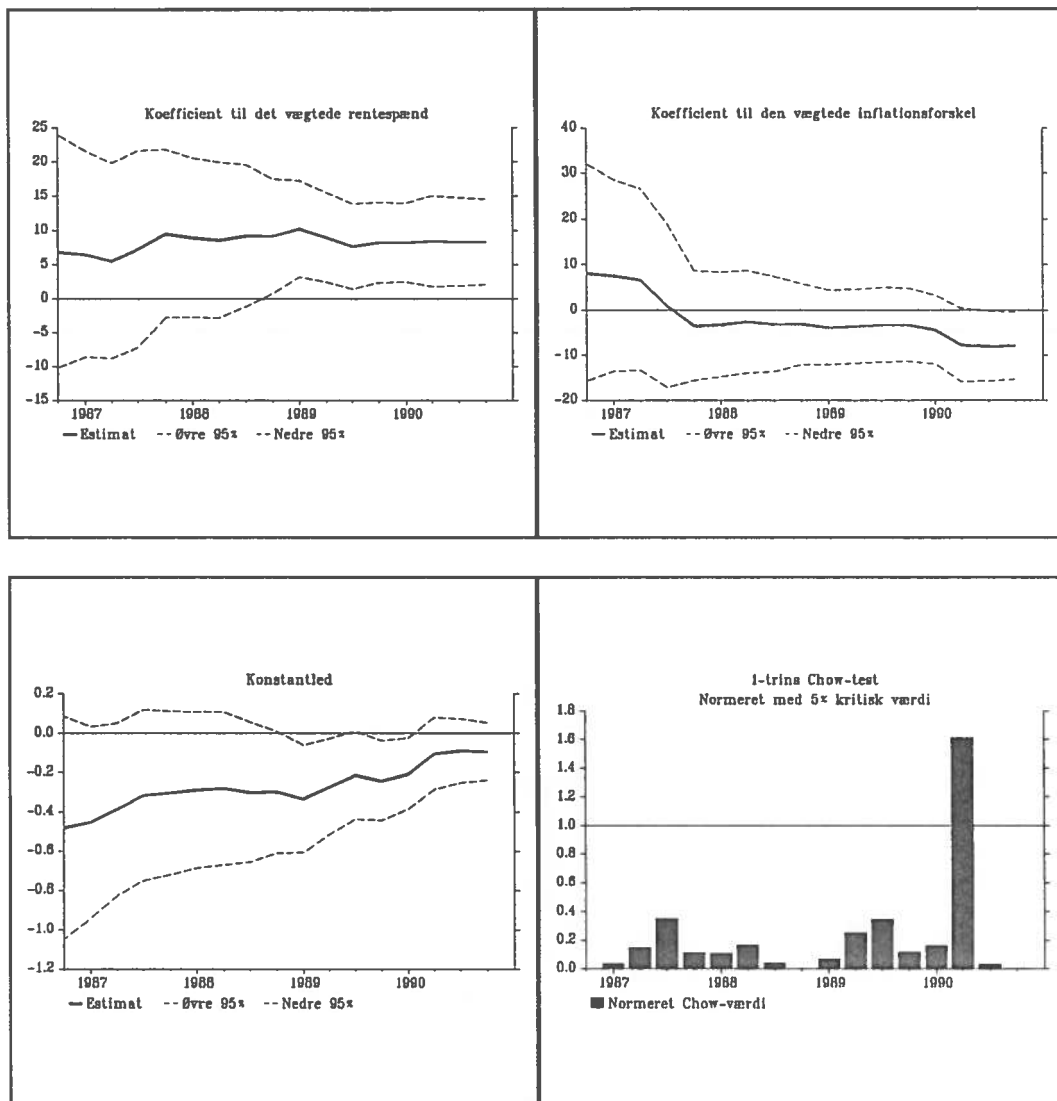 Koefficient til det vægtede rentespænd
25
20
15
10
5
0
-5
-10
-15
1987 1988 1989 1990
Estimat Øvre 95% Nedre 95%
Koefficient til den vægtede inflationsforskel
40
30
20
10
0
-10
-20
1987 1988 1989 1990
Estimat Øvre 95% Nedre 95%
Konstantled
0.2
0.0
-0.2
-0.4
-0.6
-0.8
-1.0
-1.2
1987 1988 1989 1990
Estimat Øvre 95% Nedre 95%
1-trins Chow-test
Normeret med 5% kritisk værdi
1.8
1.6
1.4
1.2
1.0
0.8
0.6
0.4
0.2
0.0
1987 1988 1989 1990
Normeret Chow-værdi